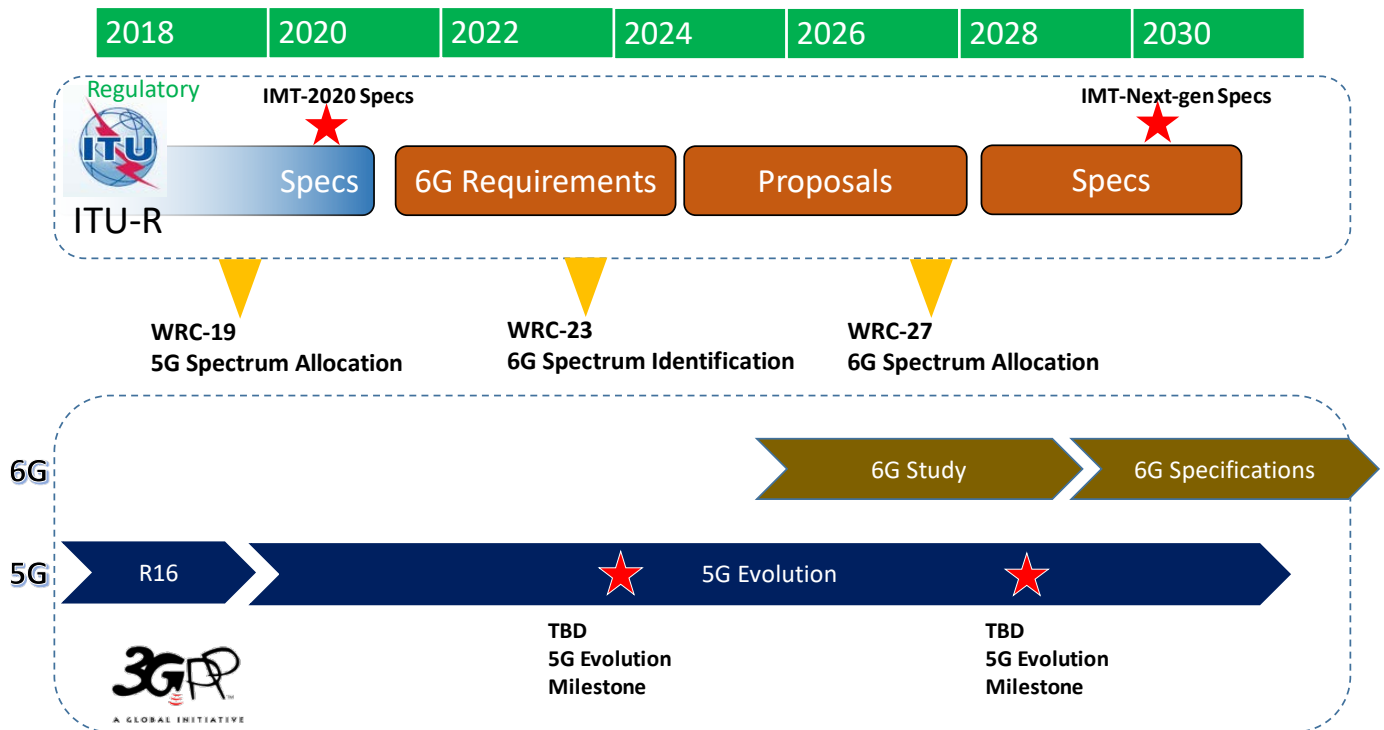 2018 2020 2022 2024 2026 2028 2030
Regulatory
IMT-2020 Specs
IMT-Next-gen Specs
ITU
Specs
6G Requirements
Proposals
Specs
ITU-R
WRC-19
5G Spectrum Allocation
WRC-23
6G Spectrum Identification
WRC-27
6G Spectrum Allocation
6G
6G Study
6G Specifications
5G
R16
5G Evolution
TBD
5G Evolution
Milestone
TBD
5G Evolution
Milestone
3GPP™
A GLOBAL INITIATIVE